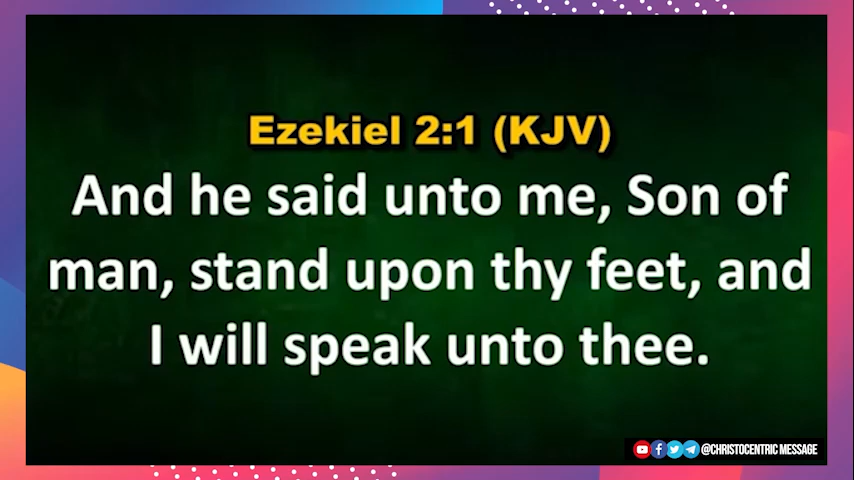 Ezekiel 2:1 (KJV)
And he said unto me, Son of
man, stand upon thy feet, and
I will speak unto thee.
@CHRISTOCENTRIC MESSAGE